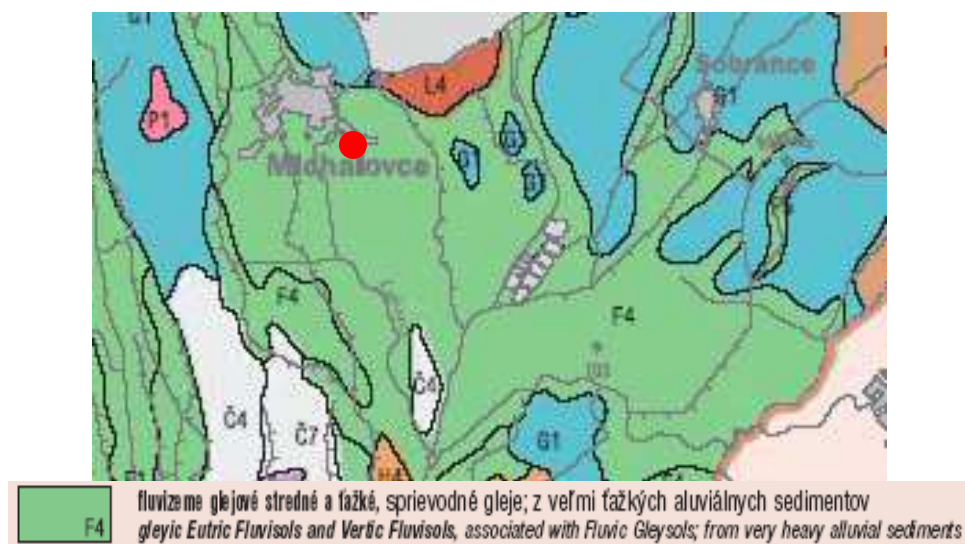 G1
Sobrance
L4
G1
P1
G
G
G
Michalovce
F4
F4
103
Č4
Č4
Č7
G1
H4
F4 fluvizeme glejové stredné a ťažké, sprievodné gleje; z veľmi ťažkých aluviálnych sedimentov
gleyic Eutric Fluvisols and Vertic Fluvisols, associated with Fluvic Gleysols; from very heavy alluvial sediments